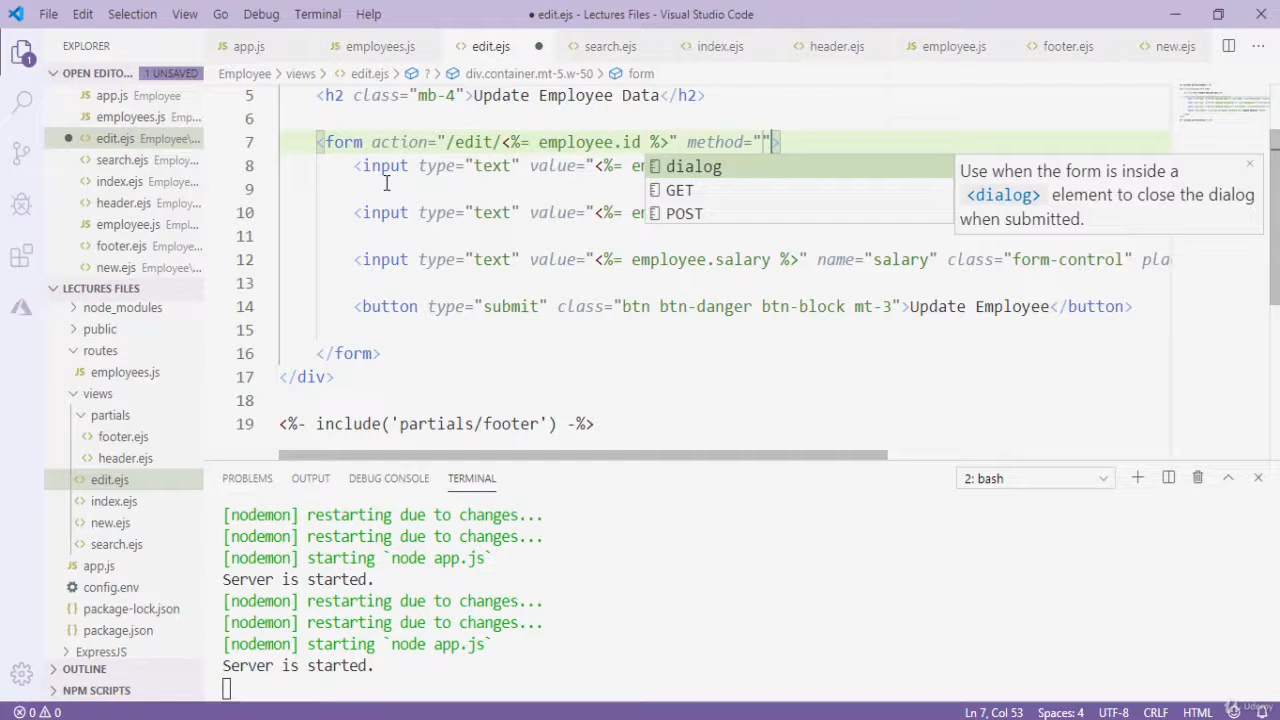 File Edit Selection View Go Debug Terminal Help
● edit.ejs - Lectures Files - Visual Studio Code
EXPLORER
app.js
employees.js
edit.ejs
search.ejs
index.ejs
header.ejs
employee.js
footer.ejs
new.ejs
OPEN EDITO... 1 UNSAVED
app.js Employee
employees.js Employe...
edit.ejs Employee\...
search.ejs Employee...
index.ejs Employee\...
header.ejs Employ...
employee.js Employe...
footer.ejs Employe...
new.ejs Employee\...
LECTURES FILES
node_modules
public
routes
employees.js
views
partials
footer.ejs
header.ejs
edit.ejs
index.ejs
new.ejs
search.ejs
app.js
config.env
package-lock.json
package.json
ExpressJS
OUTLINE
NPM SCRIPTS
Employee > views > edit.ejs > ? > div.container.mt-5.w-50 > form
5 <h2 class="mb-4">Update Employee Data</h2>
6
7 <form action="/edit/<%= employee.id %>" method="">
8 <input type="text" value="<%= em
9
10 <input type="text" value="<%= em
11
12 <input type="text" value="<%= employee.salary %>" name="salary" class="form-control" pla
13
14 <button type="submit" class="btn btn-danger btn-block mt-3">Update Employee</button>
15
16 </form>
17 </div>
18
19 <%- include('partials/footer') -%>
dialog
GET
POST
Use when the form is inside a
<dialog> element to close the dialog
when submitted.
PROBLEMS OUTPUT DEBUG CONSOLE TERMINAL
2: bash
[nodemon] restarting due to changes...
[nodemon] restarting due to changes...
[nodemon] starting `node app.js`
Server is started.
[nodemon] restarting due to changes...
[nodemon] restarting due to changes...
[nodemon] starting `node app.js`
Server is started.
0 0
Ln 7, Col 53 Spaces: 4 UTF-8 CRLF HTML
Udemy